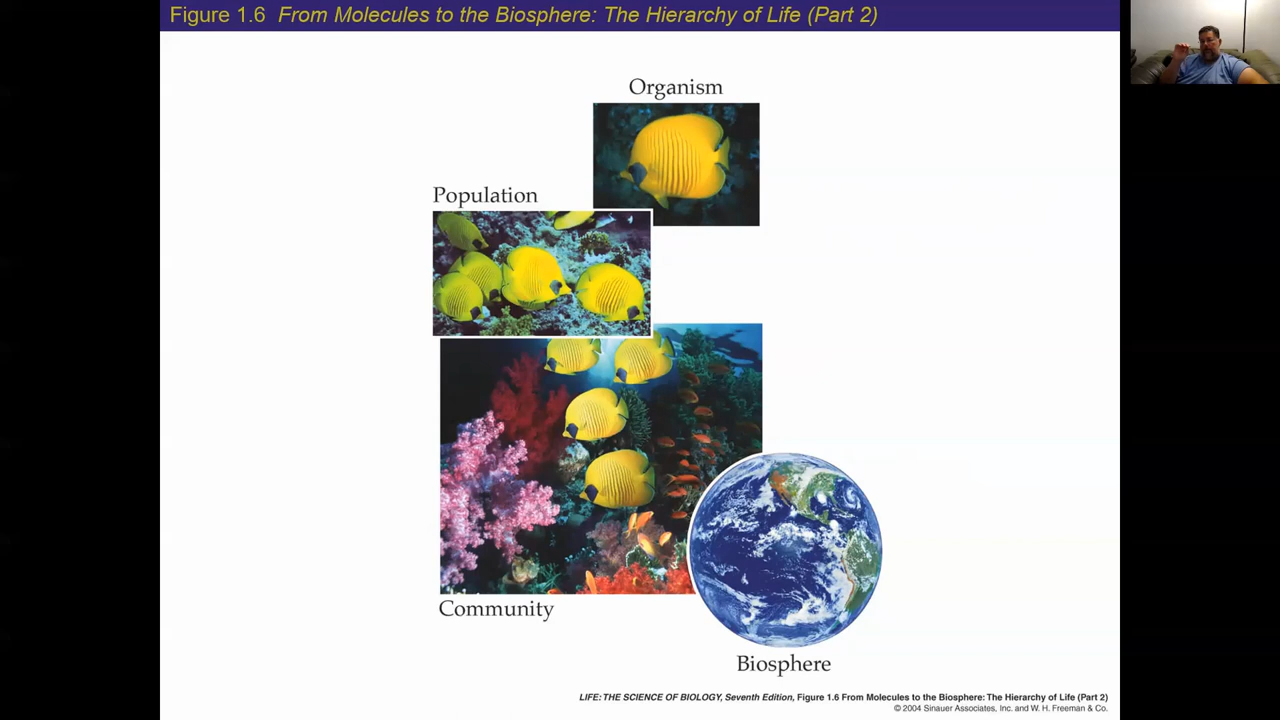 Figure 1.6 From Molecules to the Biosphere: The Hierarchy of Life (Part 2)
Organism
Population
Community
Biosphere
LIFE: THE SCIENCE OF BIOLOGY, Seventh Edition, Figure 1.6 From Molecules to the Biosphere: The Hierarchy of Life (Part 2)
© 2004 Sinauer Associates, Inc. and W. H. Freeman & Co.